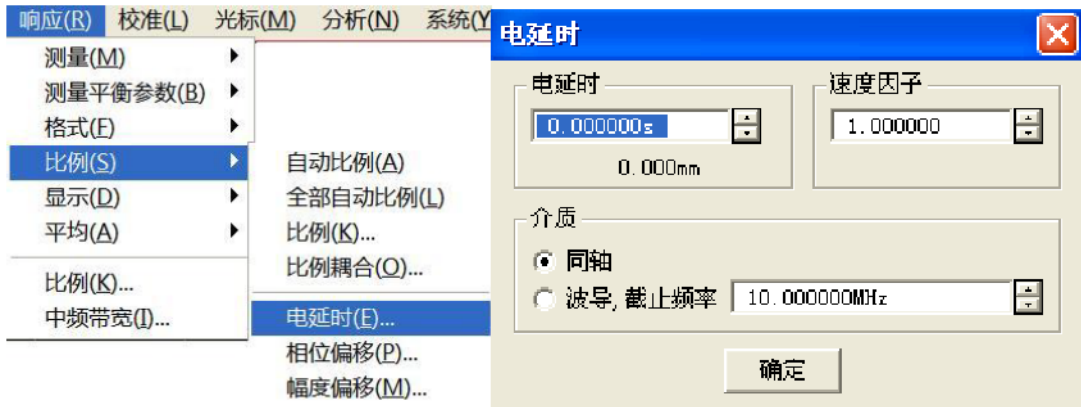 响应(R) 校准(L) 光标(M) 分析(N) 系统(Y
测量(M)
测量平衡参数(B)
格式(F)
比例(S)
显示(D)
平均(A)
比例(K)...
中频带宽(I)...
自动比例(A)
全部自动比例(L)
比例(K)...
比例耦合(O)...
电延时(E)...
相位偏移(P)...
幅度偏移(M)...
电延时
电延时
0.000000s
0.000mm
速度因子
1.000000
介质
同轴
波导,截止频率 10.000000MHz
确定